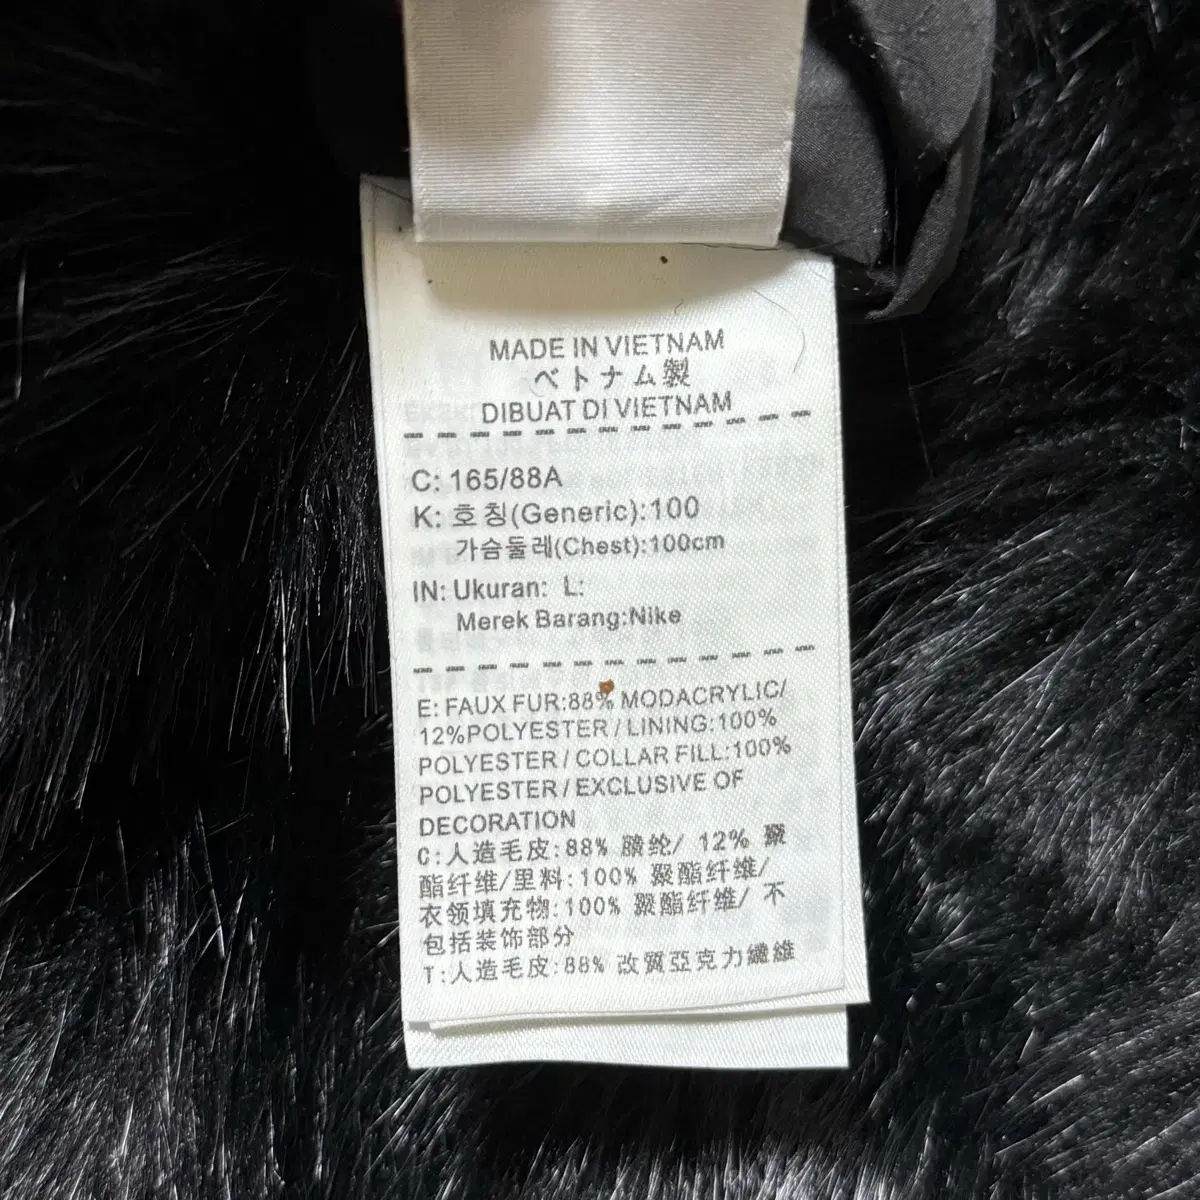 MADE IN VIETNAM
ベトナム製
DIBUAT DI VIETNAM
C: 165/88A
K: 호칭(Generic):100
가슴둘레(Chest):100cm
IN: Ukuran: L:
Merek Barang:Nike
E: FAUX FUR:88% MODACRYLIC/
12%POLYESTER / LINING:100%
POLYESTER / COLLAR FILL:100%
POLYESTER / EXCLUSIVE OF
DECORATION
C:人造毛皮:88% 腈纶/ 12% 聚
酯纤维/里料:100% 聚酯纤维/
衣领填充物:100% 聚酯纤维/ 不
包括装饰部分
T:人造毛皮:88% 改質亞克力纖維